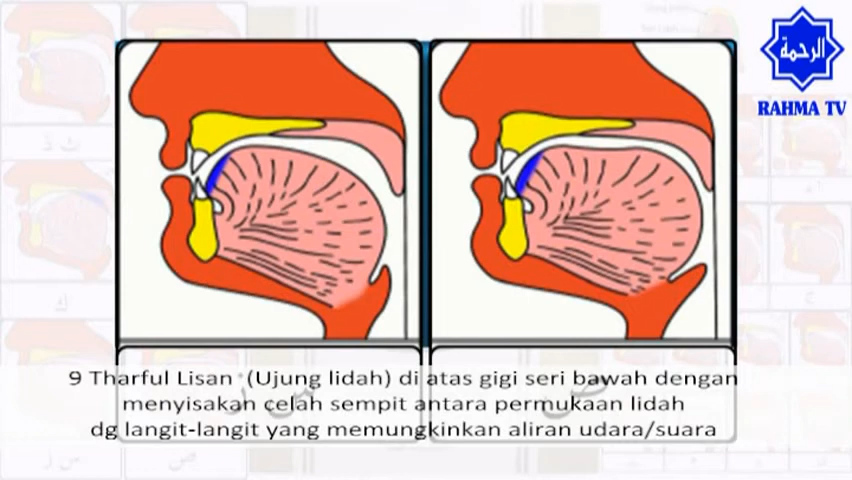 الرحمة
RAHMA TV
ث ذ
ك
س ز
ص
س ز
ص
9 Tharful Lisan (Ujung lidah) di atas gigi seri bawah dengan
menyisakan celah sempit antara permukaan lidah
dg langit-langit yang memungkinkan aliran udara/suara